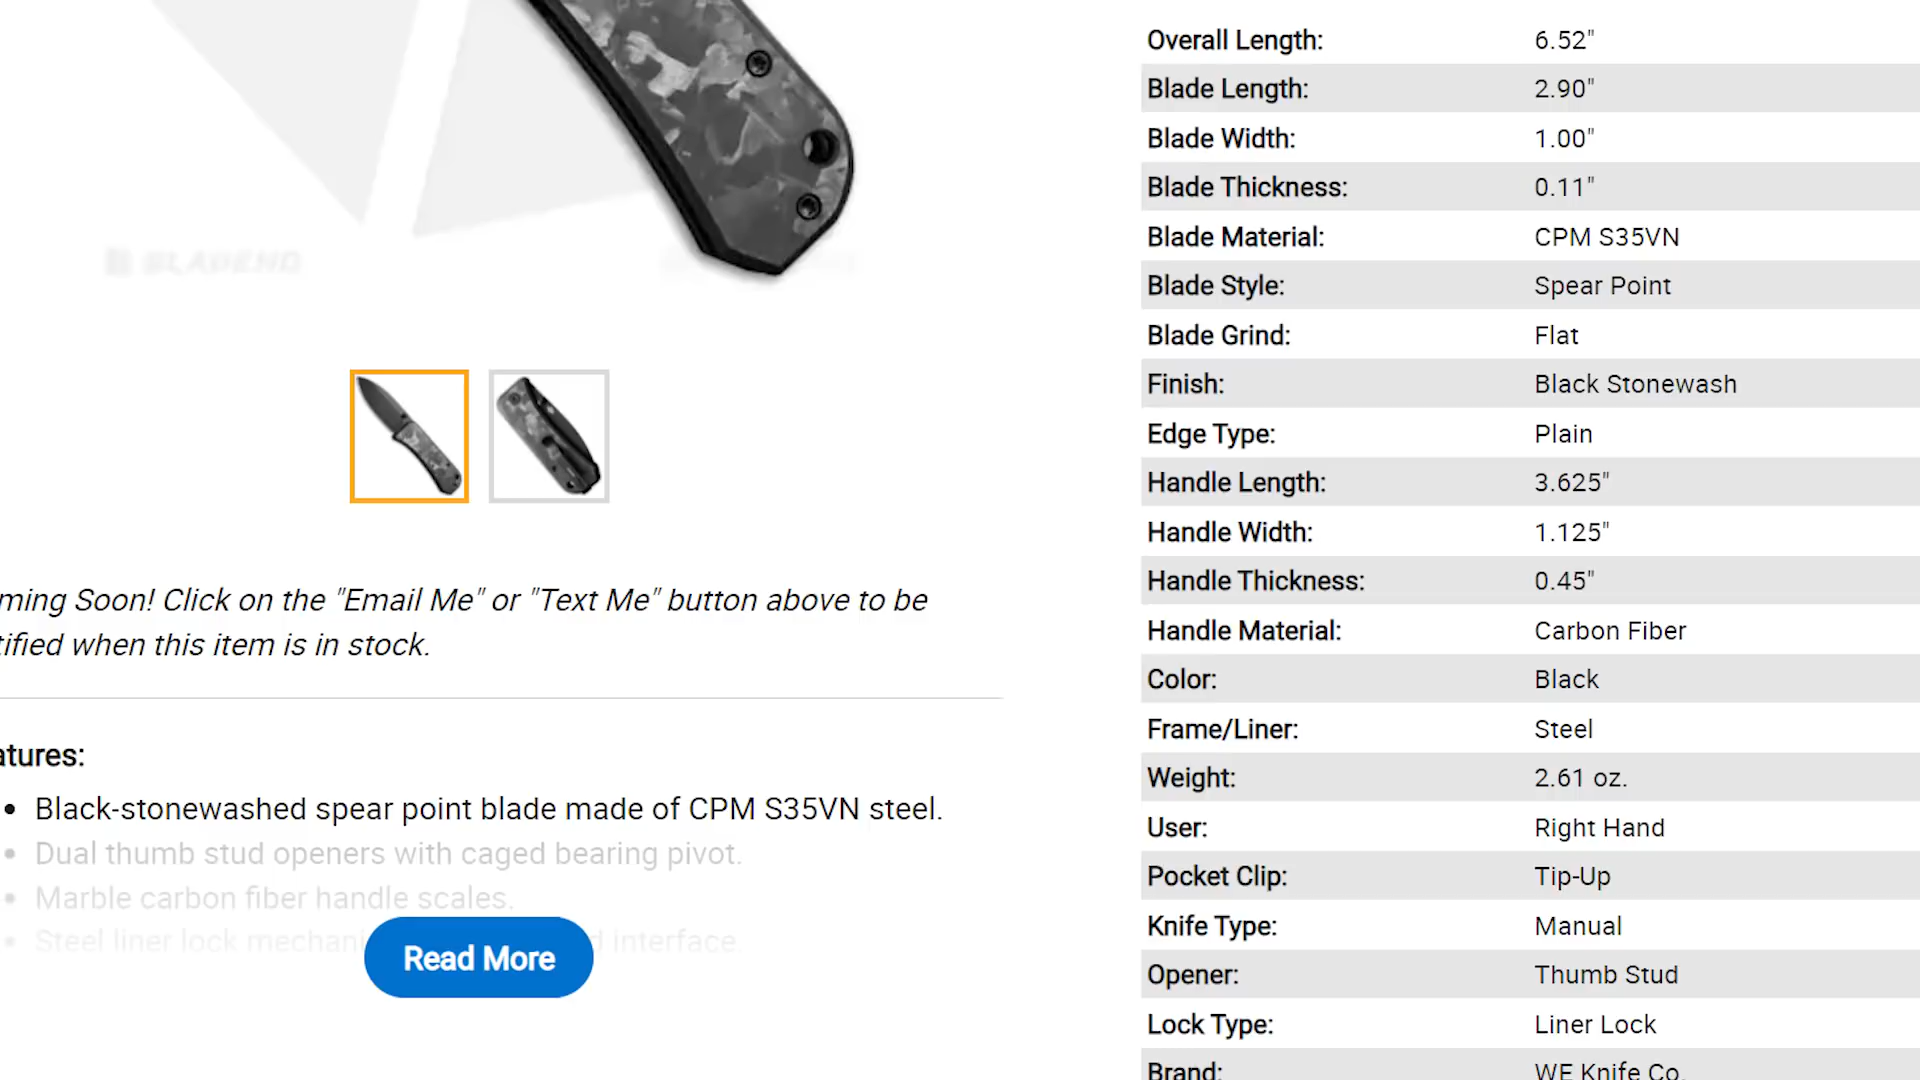 BLADEHQ
ming Soon! Click on the "Email Me" or "Text Me" button above to be
tified when this item is in stock.
atures:
• Black-stonewashed spear point blade made of CPM S35VN steel.
• Dual thumb stud openers with caged bearing pivot.
• Marble carbon fiber handle scales.
• Steel liner lock mechani d interface.
Read More
Overall Length: 6.52"
Blade Length: 2.90"
Blade Width: 1.00"
Blade Thickness: 0.11"
Blade Material: CPM S35VN
Blade Style: Spear Point
Blade Grind: Flat
Finish: Black Stonewash
Edge Type: Plain
Handle Length: 3.625"
Handle Width: 1.125"
Handle Thickness: 0.45"
Handle Material: Carbon Fiber
Color: Black
Frame/Liner: Steel
Weight: 2.61 oz.
User: Right Hand
Pocket Clip: Tip-Up
Knife Type: Manual
Opener: Thumb Stud
Lock Type: Liner Lock
Brand: WE Knife Co.